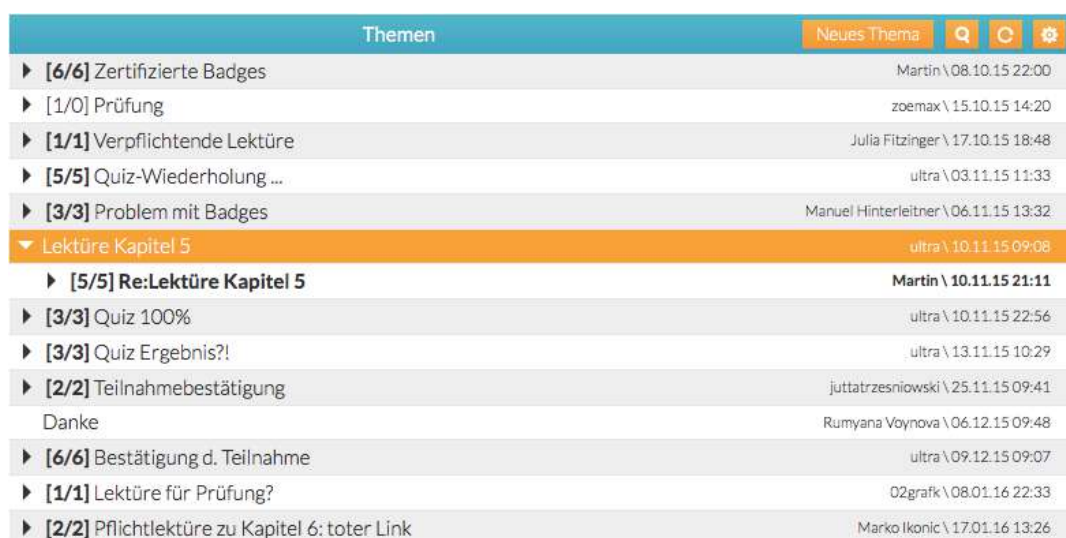 Themen Neues Thema
[6/6] Zertifizierte Badges Martin \ 08.10.15 22:00
[1/0] Prüfung zoemax \ 15.10.15 14:20
[1/1] Verpflichtende Lektüre Julia Fitzinger \ 17.10.15 18:48
[5/5] Quiz-Wiederholung ... ultra \ 03.11.15 11:33
[3/3] Problem mit Badges Manuel Hinterleitner \ 06.11.15 13:32
Lektüre Kapitel 5 ultra \ 10.11.15 09:08
[5/5] Re:Lektüre Kapitel 5 Martin \ 10.11.15 21:11
[3/3] Quiz 100% ultra \ 10.11.15 22:56
[3/3] Quiz Ergebnis?! ultra \ 13.11.15 10:29
[2/2] Teilnahmebestätigung juttatrzesniowski \ 25.11.15 09:41
Danke Rumyana Voynova \ 06.12.15 09:48
[6/6] Bestätigung d. Teilnahme ultra \ 09.12.15 09:07
[1/1] Lektüre für Prüfung? 02grafk \ 08.01.16 22:33
[2/2] Pflichtlektüre zu Kapitel 6: toter Link Marko Ikonic \ 17.01.16 13:26